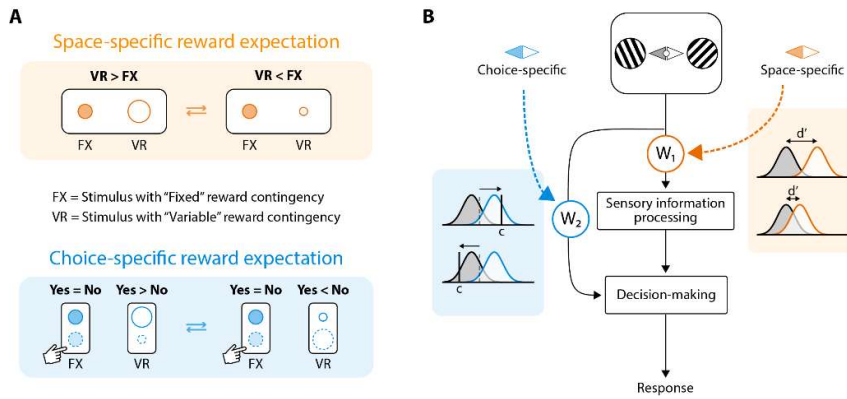 A
Space-specific reward expectation
VR > FX
VR < FX
FX
VR
FX
VR
FX = Stimulus with "Fixed" reward contingency
VR = Stimulus with "Variable" reward contingency
Choice-specific reward expectation
Yes = No
Yes > No
Yes = No
Yes < No
FX
VR
FX
VR
B
Choice-specific
Space-specific
W₁
d'
Sensory information
processing
d'
W₂
c
c
Decision-making
Response